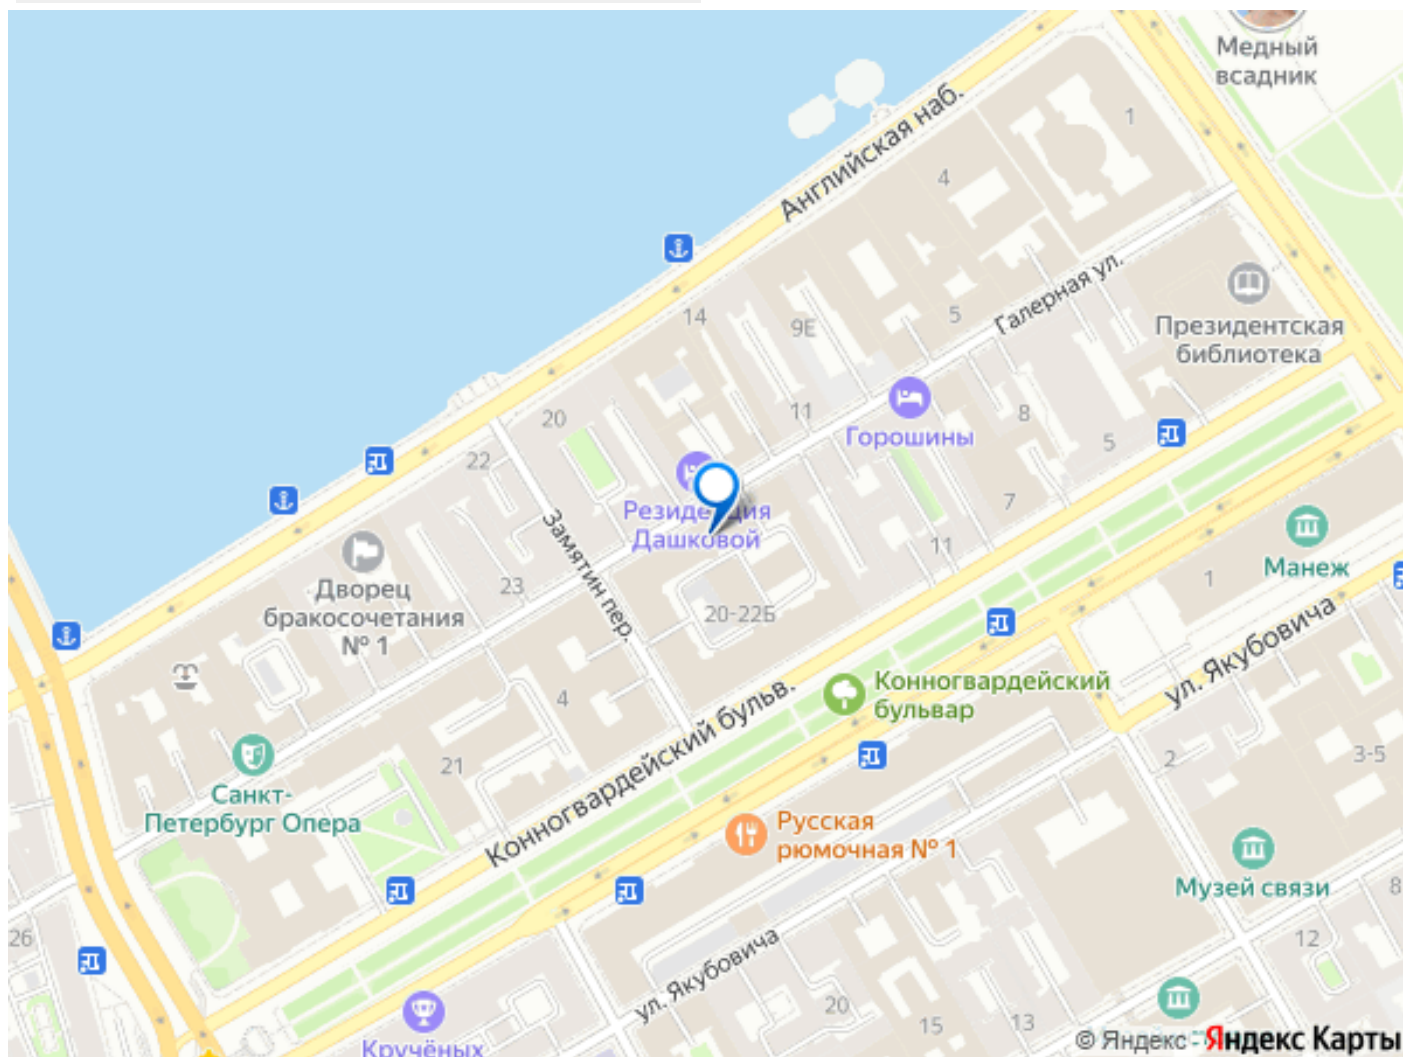 Медный
всадник
1
Английская наб.
4
Галерная ул.
5
Президентская
библиотека
14
9Е
11
Горошины
8
5
7
20
22
Резиденция
Дашковой
11
Замятин пер.
23
Дворец
бракосочетания
№ 1
20-22Б
Манеж
1
ул. Якубовича
Конногвардейский
бульвар
4
Конногвардейский бульв.
21
Санкт-
Петербург Опера
2
3-5
Русская
рюмочная № 1
Музей связи
8
26
12
ул. Якубовича
20
15
13
Кручёных
© Яндекс
Яндекс Карты